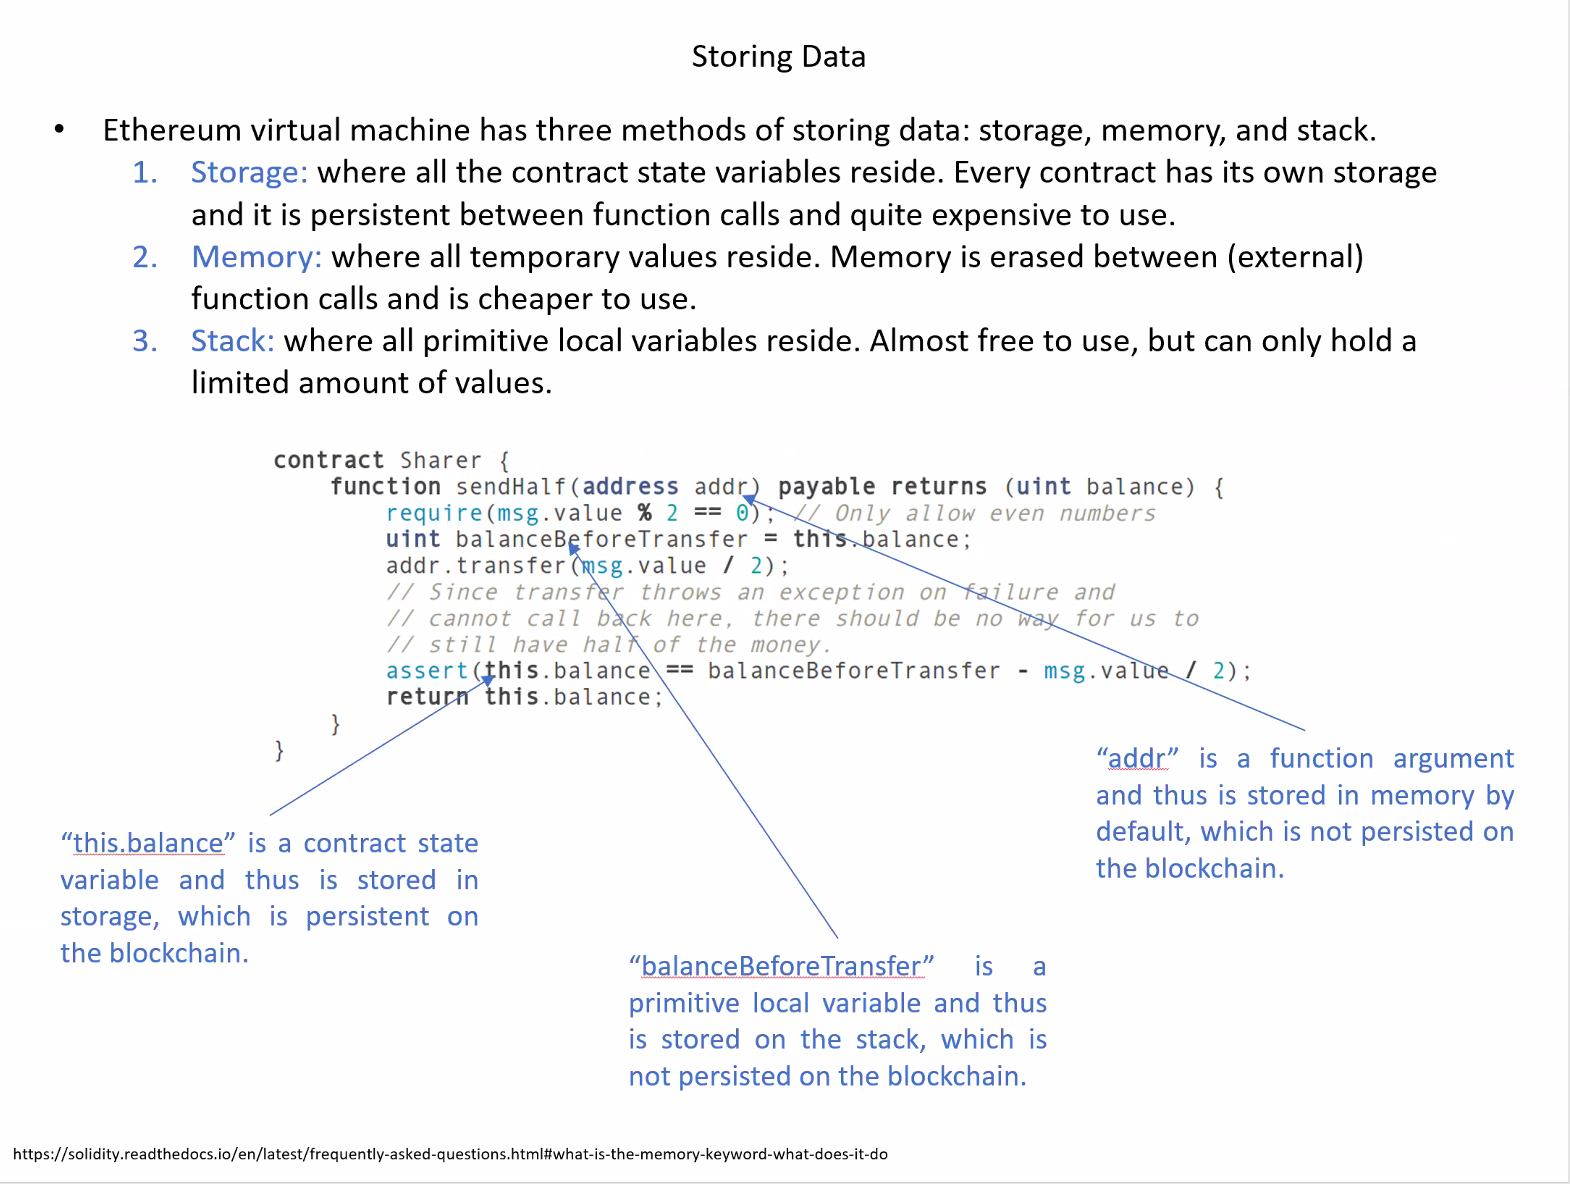 Storing Data
• Ethereum virtual machine has three methods of storing data: storage, memory, and stack.
1. Storage: where all the contract state variables reside. Every contract has its own storage
and it is persistent between function calls and quite expensive to use.
2. Memory: where all temporary values reside. Memory is erased between (external)
function calls and is cheaper to use.
3. Stack: where all primitive local variables reside. Almost free to use, but can only hold a
limited amount of values.
contract Sharer {
    function sendHalf(address addr) payable returns (uint balance) {
        require(msg.value % 2 == 0); // Only allow even numbers
        uint balanceBeforeTransfer = this.balance;
        addr.transfer(msg.value / 2);
        // Since transfer throws an exception on failure and
        // cannot call back here, there should be no way for us to
        // still have half of the money.
        assert(this.balance == balanceBeforeTransfer - msg.value / 2);
        return this.balance;
    }
}
“addr” is a function argument
and thus is stored in memory by
default, which is not persisted on
the blockchain.
“this.balance” is a contract state
variable and thus is stored in
storage, which is persistent on
the blockchain.
“balanceBeforeTransfer” is a
primitive local variable and thus
is stored on the stack, which is
not persisted on the blockchain.
https://solidity.readthedocs.io/en/latest/frequently-asked-questions.html#what-is-the-memory-keyword-what-does-it-do